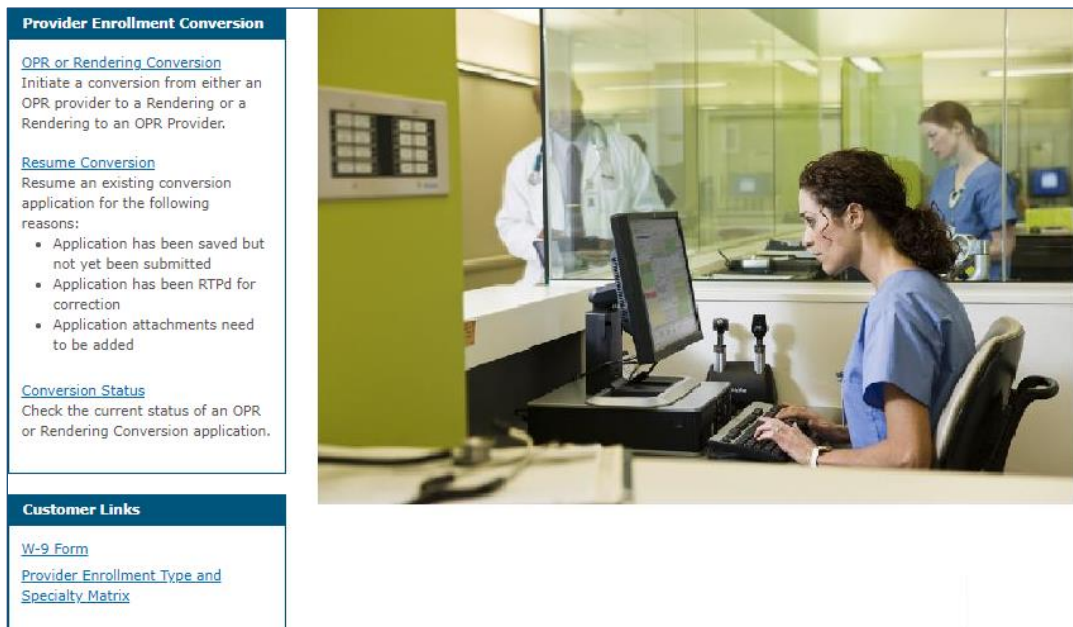 Provider Enrollment Conversion
OPR or Rendering Conversion
Initiate a conversion from either an
OPR provider to a Rendering or a
Rendering to an OPR Provider.
Resume Conversion
Resume an existing conversion
application for the following
reasons:
• Application has been saved but
not yet been submitted
• Application has been RTPd for
correction
• Application attachments need
to be added
Conversion Status
Check the current status of an OPR
or Rendering Conversion application.
Customer Links
W-9 Form
Provider Enrollment Type and
Specialty Matrix